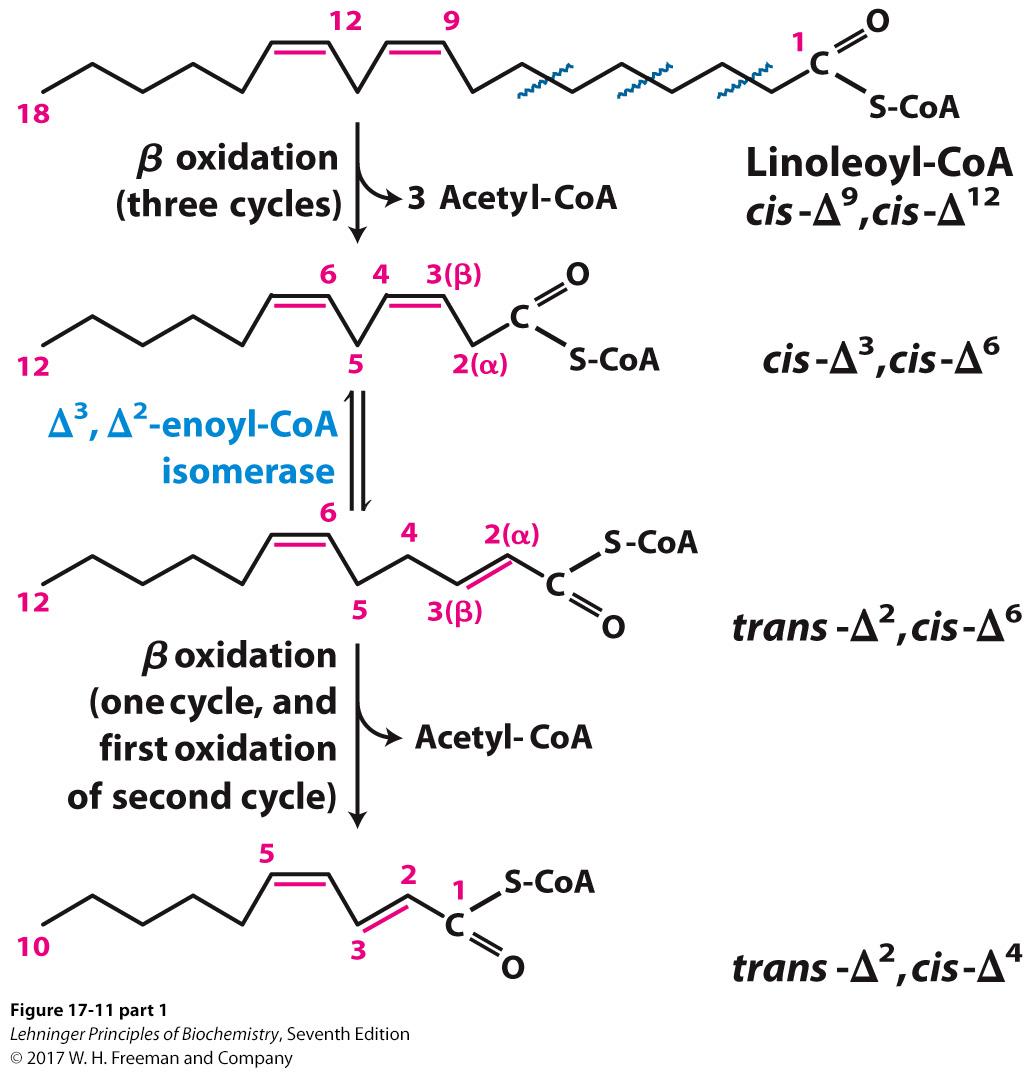 12 9 1 O
C
18
S-CoA
β oxidation
(three cycles)
3 Acetyl-CoA
Linoleoyl-CoA
cis-Δ⁹,cis-Δ¹²
6 4 3(β) O
C
12 5 2(α)
S-CoA
cis-Δ³,cis-Δ⁶
Δ³, Δ²-enoyl-CoA
isomerase
6 4 2(α) S-CoA
C
12 5 3(β) O
trans-Δ²,cis-Δ⁶
β oxidation
(one cycle, and
first oxidation
of second cycle)
Acetyl-CoA
5 2 1 S-CoA
C
10 3 O
trans-Δ²,cis-Δ⁴
Figure 17-11 part 1
Lehninger Principles of Biochemistry, Seventh Edition
© 2017 W. H. Freeman and Company